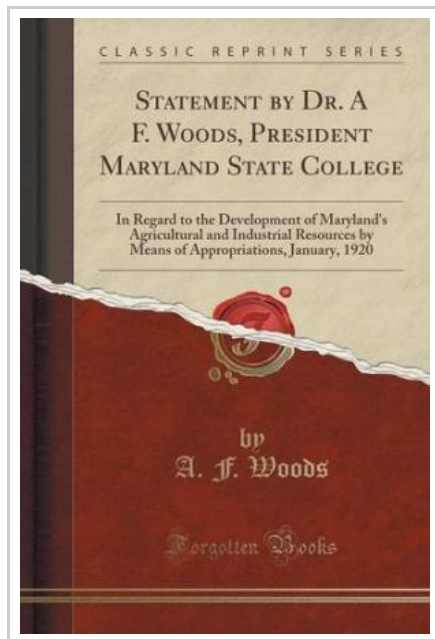 CLASSIC REPRINT SERIES
STATEMENT BY DR. A
F. WOODS, PRESIDENT
MARYLAND STATE COLLEGE
In Regard to the Development of Maryland's
Agricultural and Industrial Resources by
Means of Appropriations, January, 1920
by
A. F. Woods
Forgotten Books